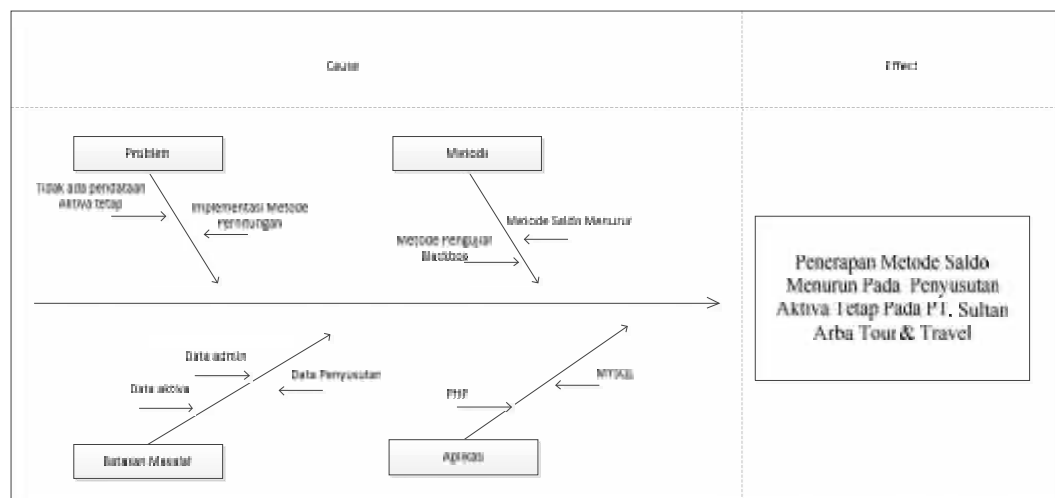 Cause
Effect
Problem
Metode
Tidak ada pendataan
Aktiva tetap
Implementasi Metode
Perhitungan
Metode Saldo Menurun
Metode Pengujian
Blackbox
Penerapan Metode Saldo
Menurun Pada Penyusutan
Aktiva Tetap Pada PT. Sultan
Arba Tour & Travel
Data admin
Data Penyusutan
Data aktiva
PHP
MYSQL
Batasan Masalah
Aplikasi